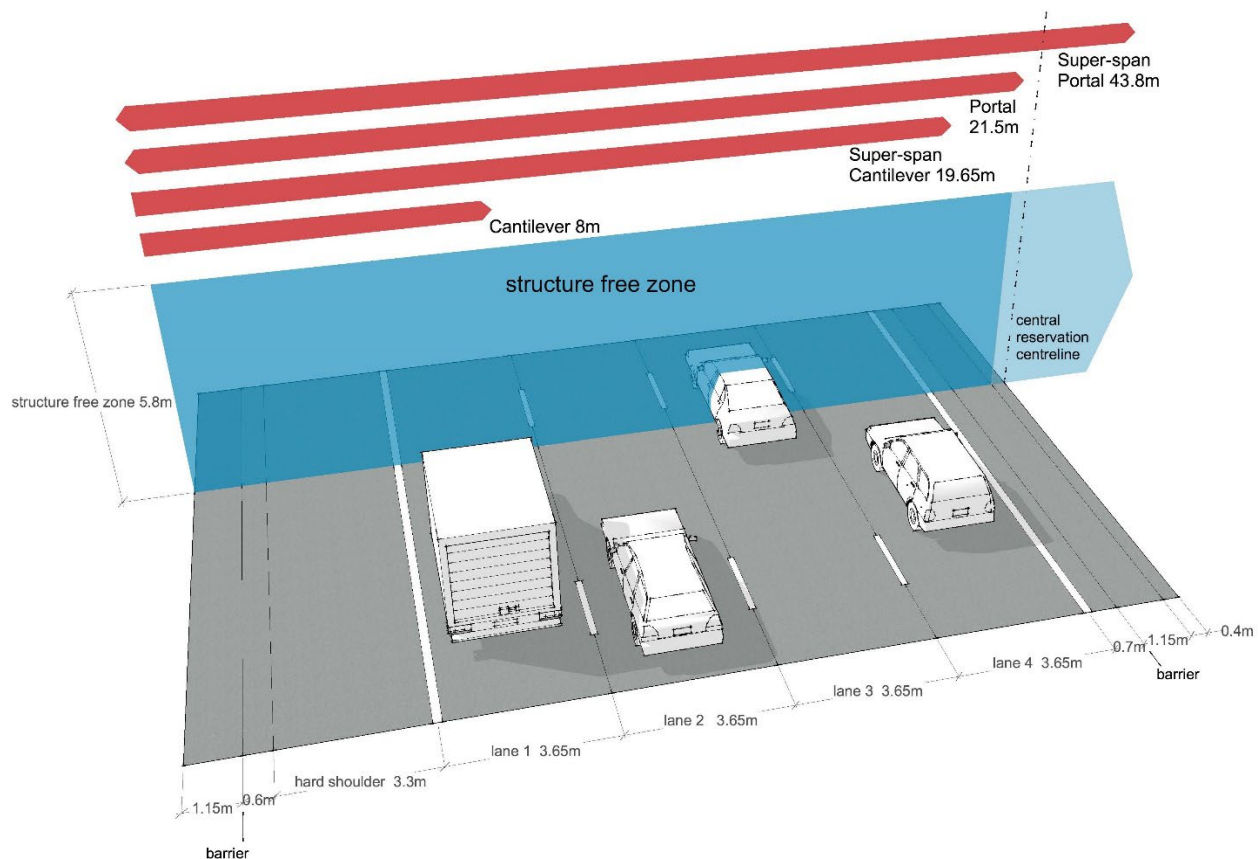 Super-span
Portal 43.8m
Portal
21.5m
Super-span
Cantilever 19.65m
Cantilever 8m
structure free zone
central
reservation
centreline
structure free zone 5.8m
1.15m
0.6m
hard shoulder 3.3m
lane 1 3.65m
lane 2 3.65m
lane 3 3.65m
lane 4 3.65m
0.7m
1.15m
0.4m
barrier
barrier